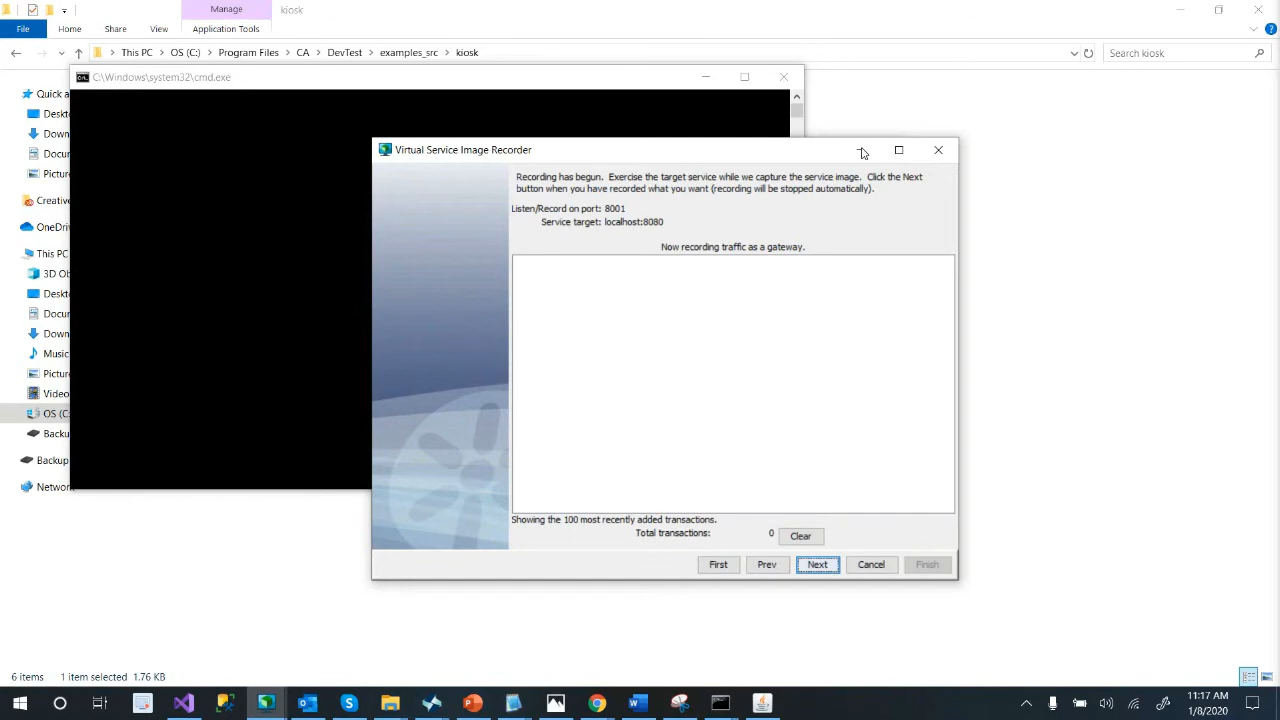 Manage
kiosk
File
Home
Share
View
Application Tools
This PC
OS (C:)
Program Files
CA
DevTest
examples_src
kiosk
Search kiosk
C:\Windows\system32\cmd.exe
Quick a
Deskt
Down
Docum
Picture
Creative
OneDriv
This PC
3D Ob
Deskt
Docum
Down
Music
Picture
Video
OS (C:
Backu
Backup
Network
Virtual Service Image Recorder
Recording has begun. Exercise the target service while we capture the service image. Click the Next
button when you have recorded what you want (recording will be stopped automatically).
Listen/Record on port: 8001
Service target: localhost:8080
Now recording traffic as a gateway.
Showing the 100 most recently added transactions.
Total transactions: 0 Clear
First Prev Next Cancel Finish
6 items 1 item selected 1.76 KB
11:17 AM
1/8/2020